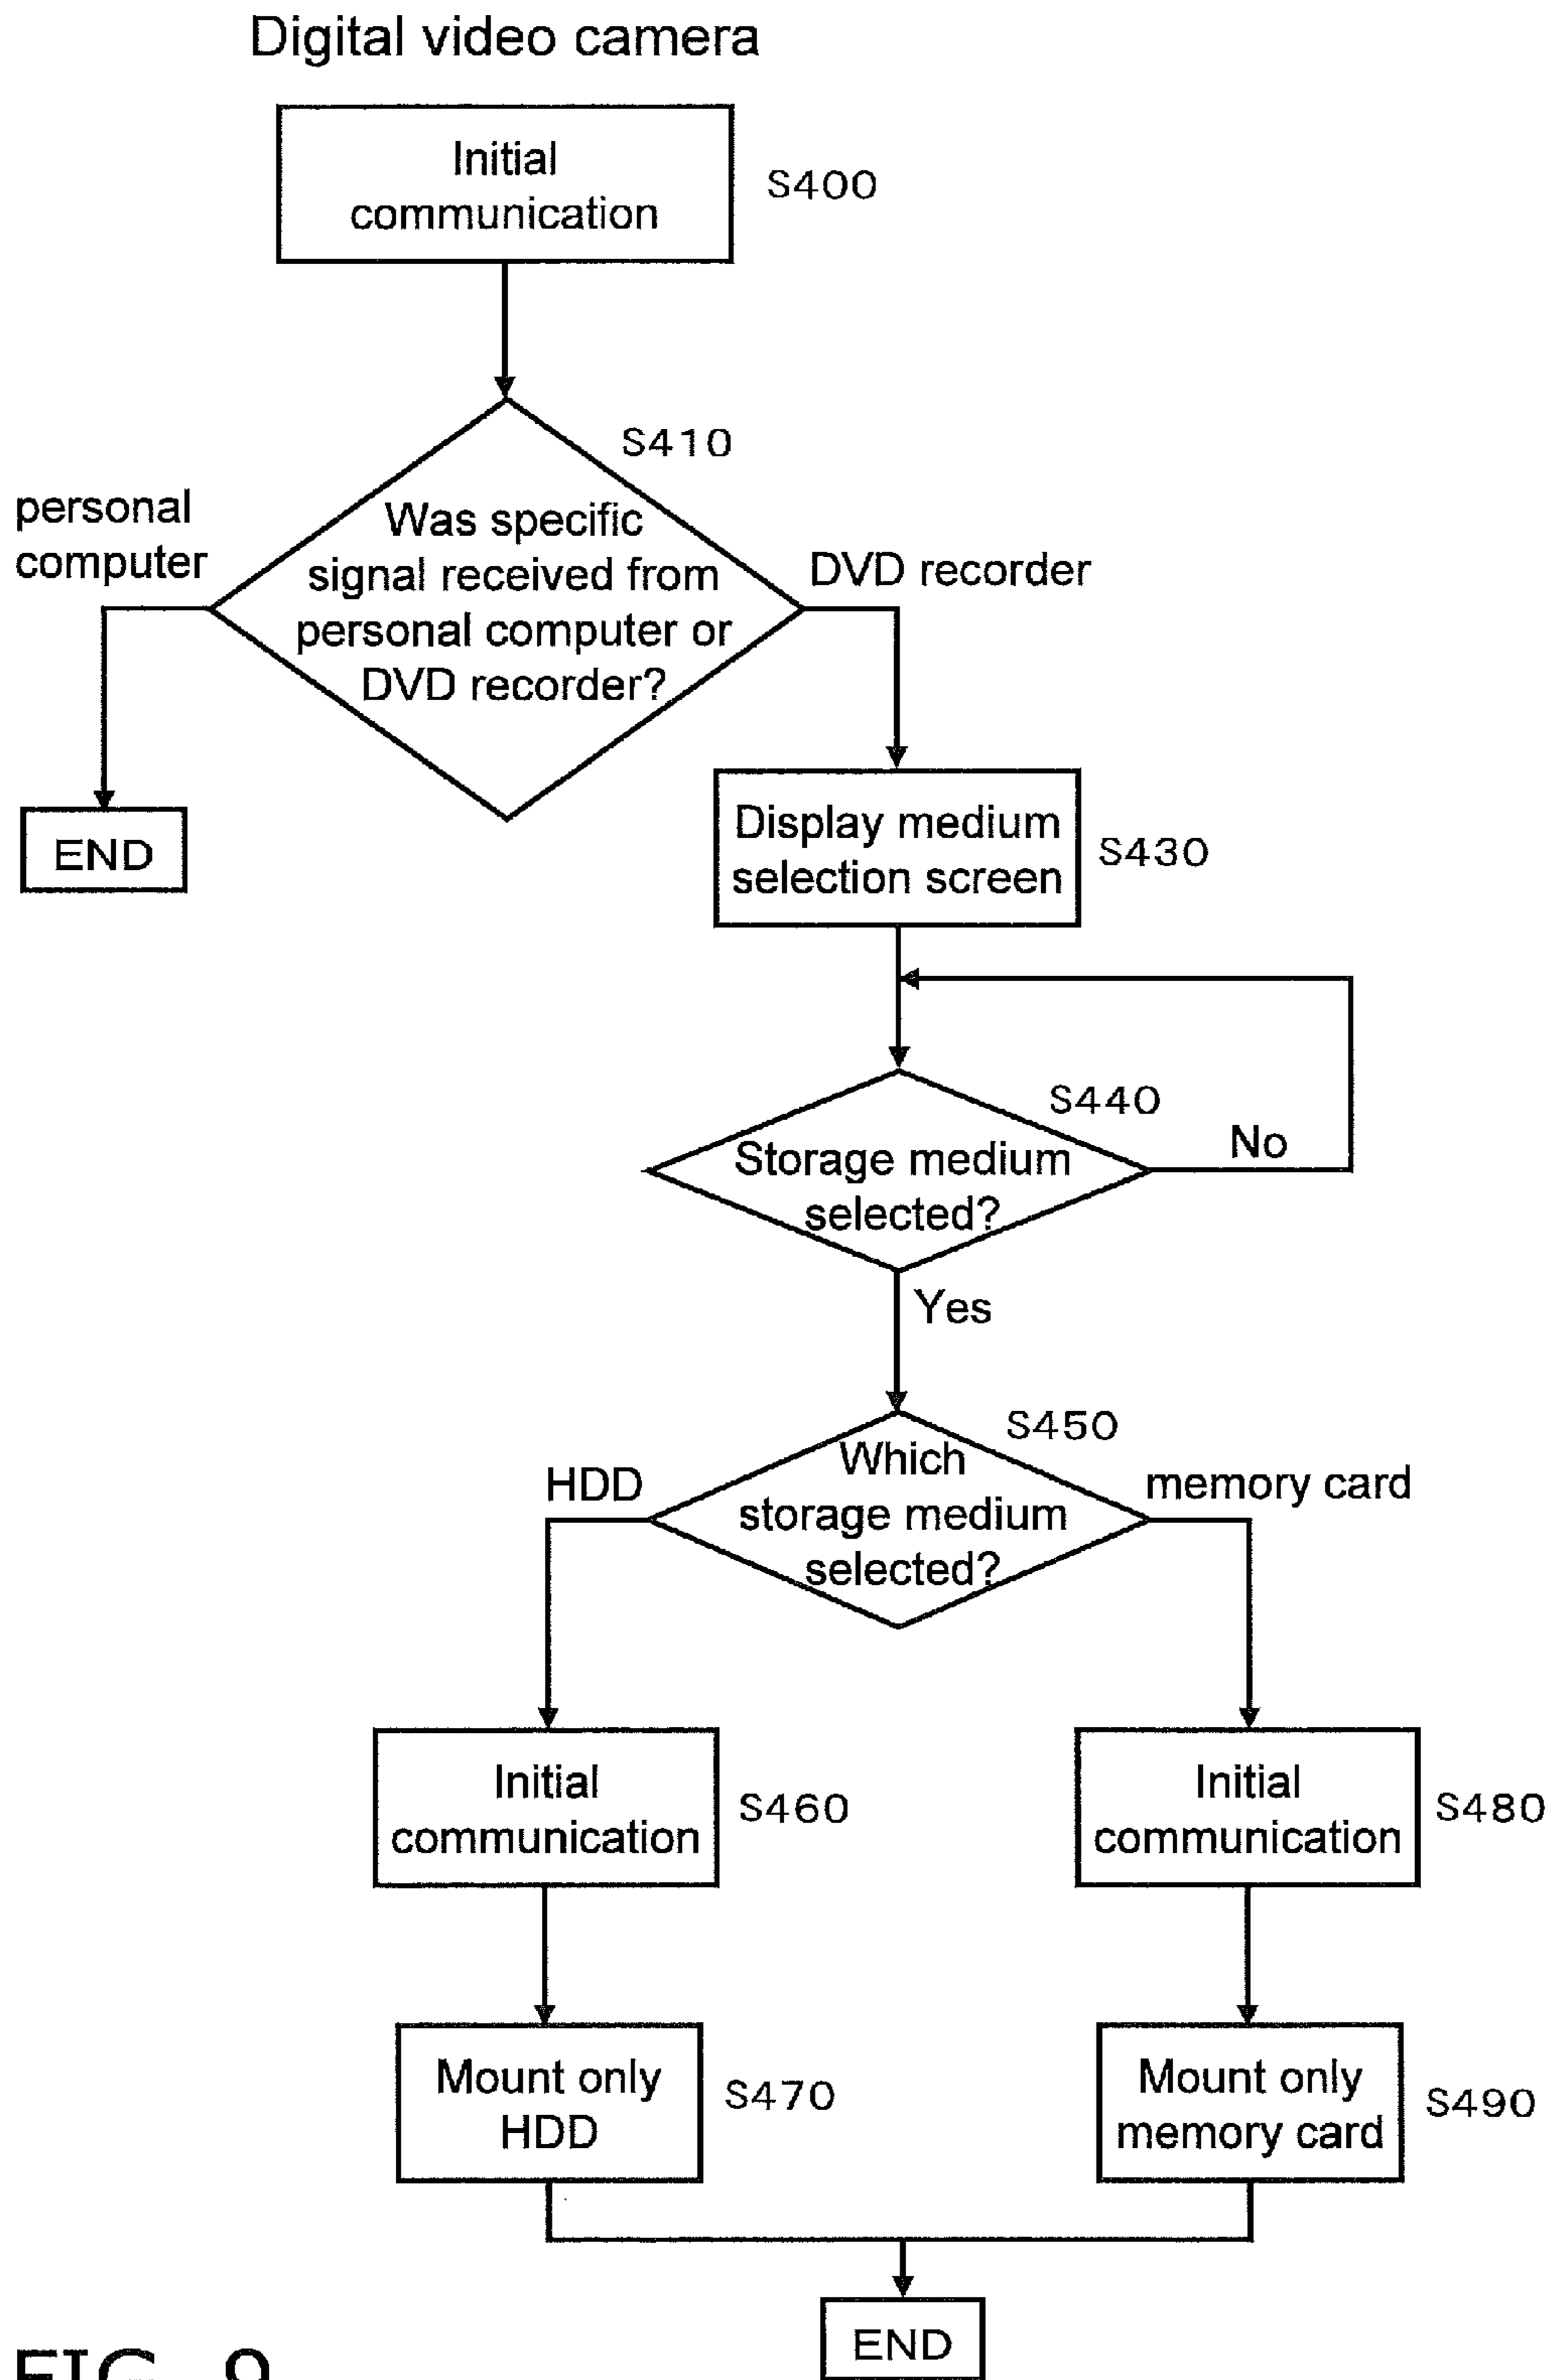 Digital video camera
Initial
communication
S400
S410
Was specific
signal received from
personal computer or
DVD recorder?
personal
computer
DVD recorder
END
Display medium
selection screen
S430
S440
Storage medium
selected?
No
Yes
S450
Which
storage medium
selected?
HDD
memory card
Initial
communication
S460
Initial
communication
S480
Mount only
HDD
S470
Mount only
memory card
S490
END
FIG. 9